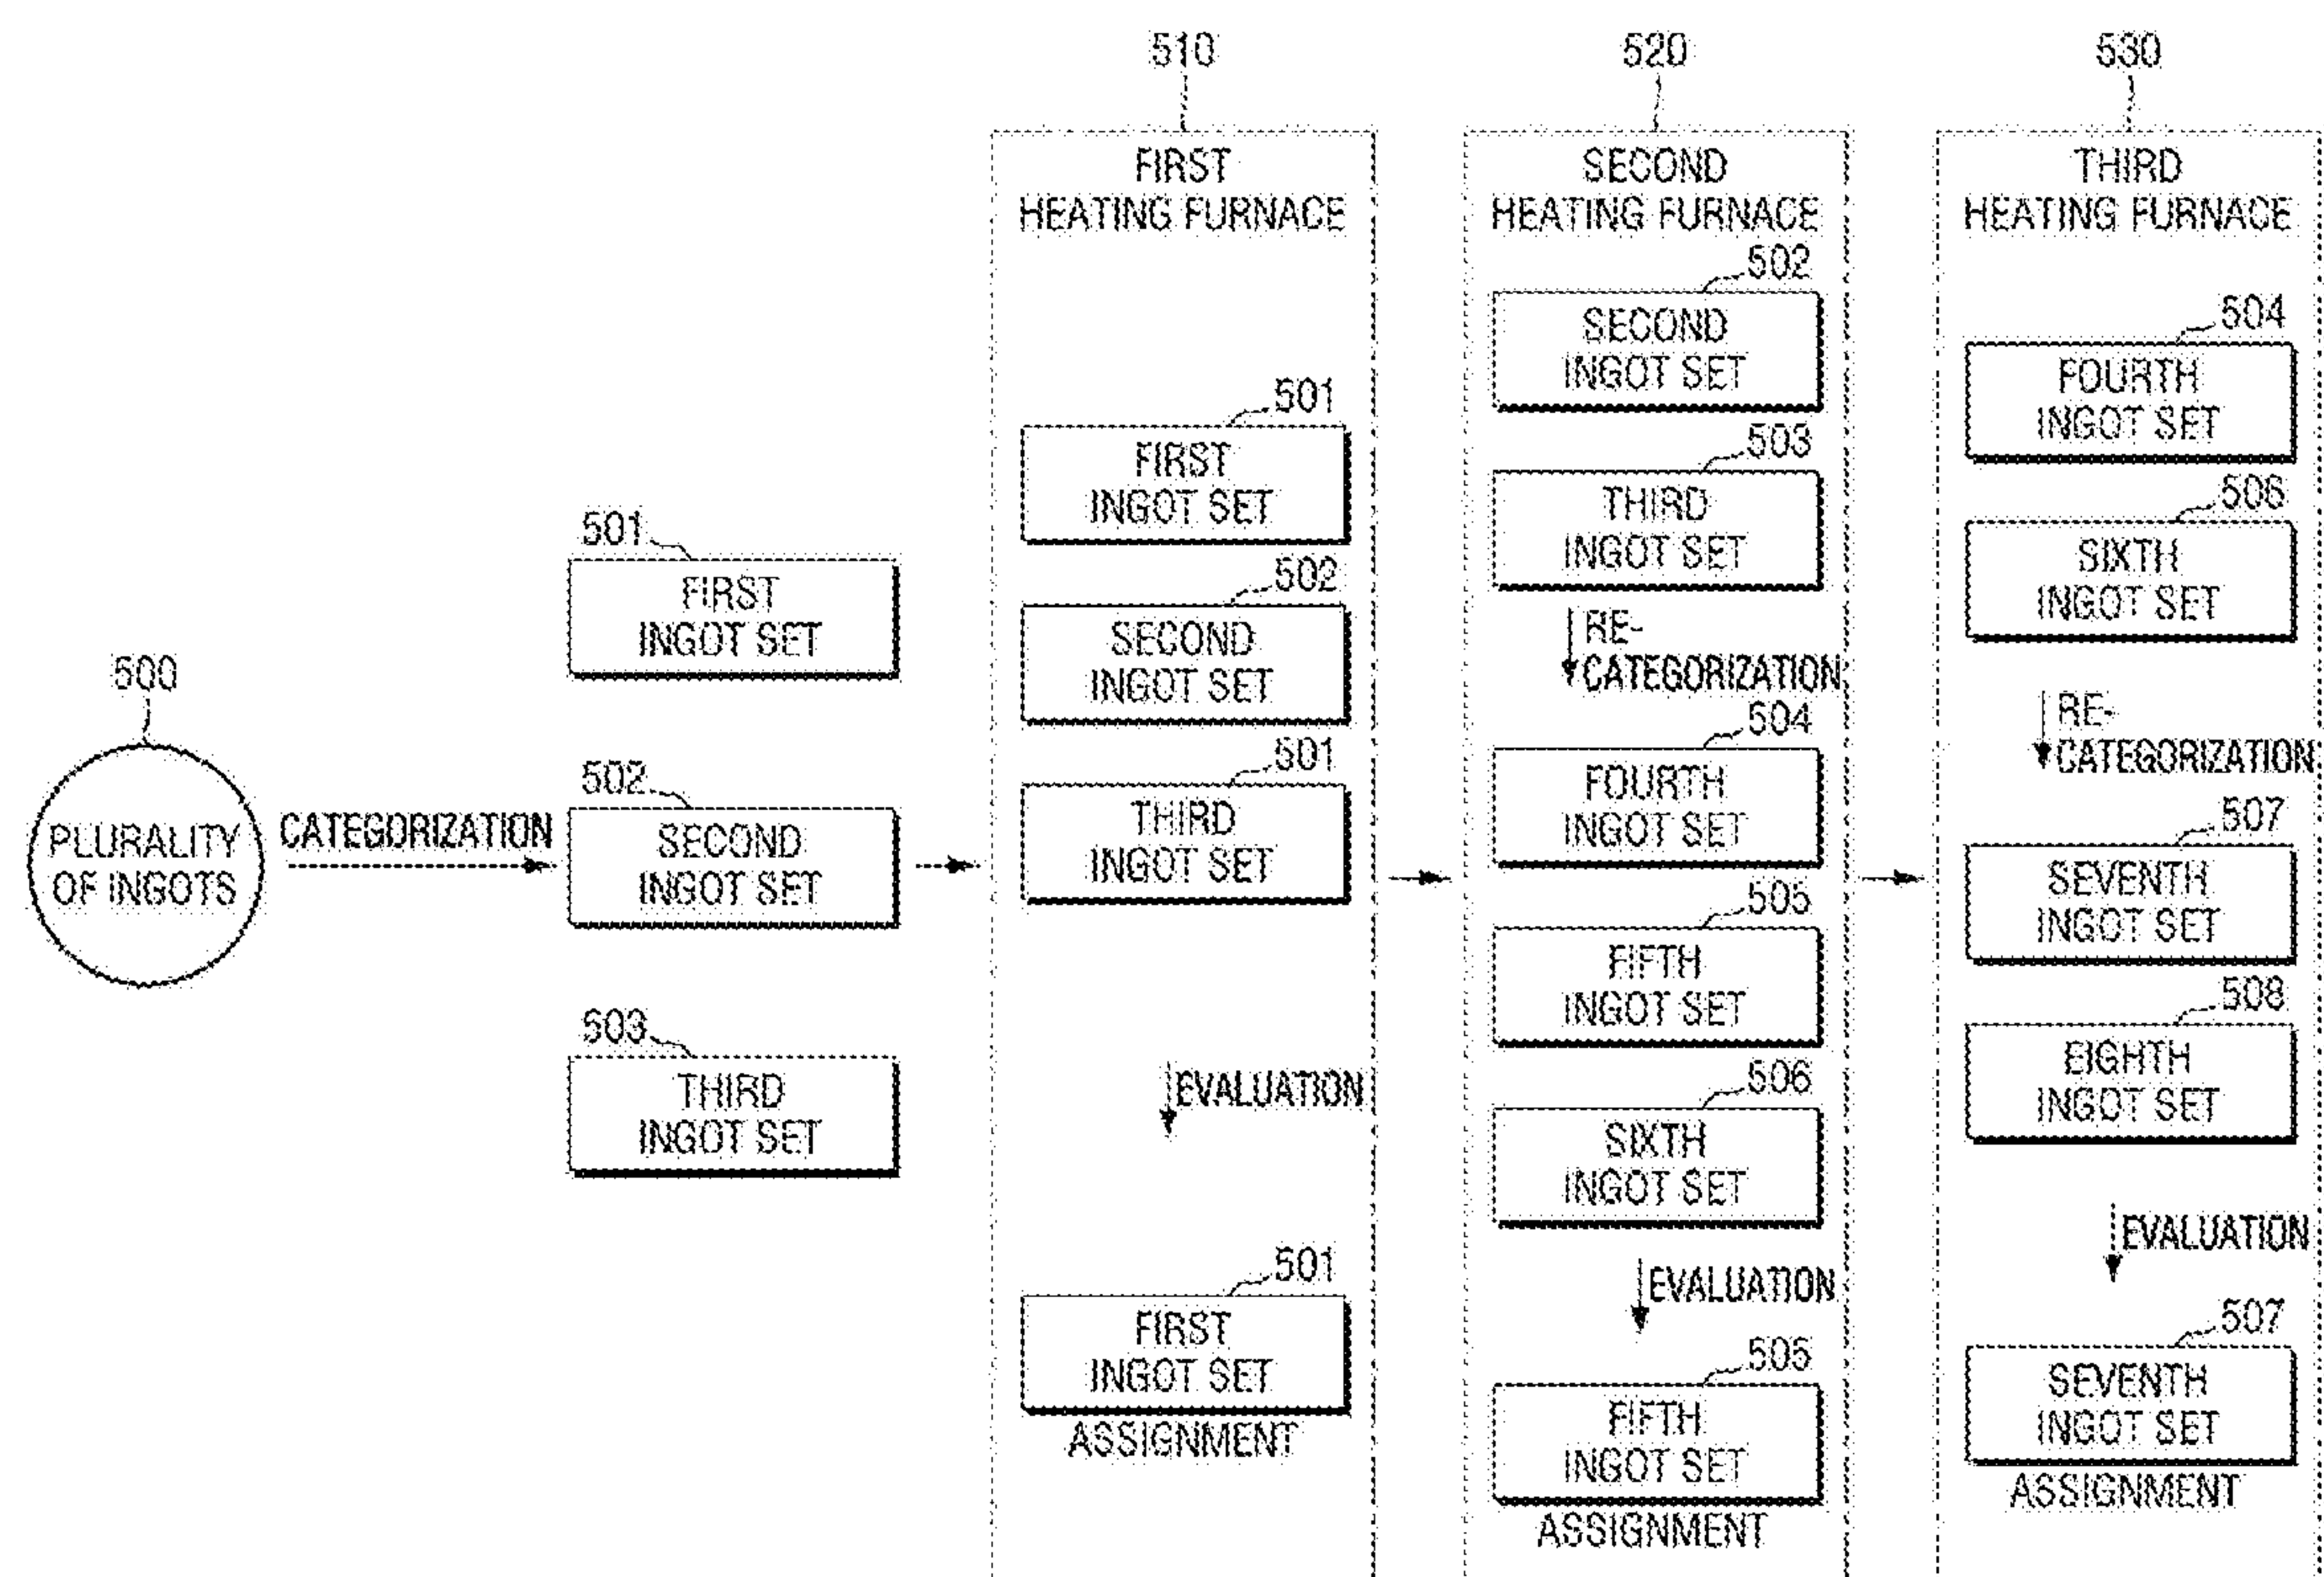 500
PLURALITY
OF INGOTS
CATEGORIZATION
501
FIRST
INGOT SET
502
SECOND
INGOT SET
503
THIRD
INGOT SET
510
FIRST
HEATING FURNACE
501
FIRST
INGOT SET
502
SECOND
INGOT SET
501
THIRD
INGOT SET
EVALUATION
501
FIRST
INGOT SET
ASSIGNMENT
520
SECOND
HEATING FURNACE
502
SECOND
INGOT SET
503
THIRD
INGOT SET
RE-
CATEGORIZATION
504
FOURTH
INGOT SET
505
FIFTH
INGOT SET
506
SIXTH
INGOT SET
EVALUATION
505
FIFTH
INGOT SET
ASSIGNMENT
530
THIRD
HEATING FURNACE
504
FOURTH
INGOT SET
506
SIXTH
INGOT SET
RE-
CATEGORIZATION
507
SEVENTH
INGOT SET
508
EIGHTH
INGOT SET
EVALUATION
507
SEVENTH
INGOT SET
ASSIGNMENT